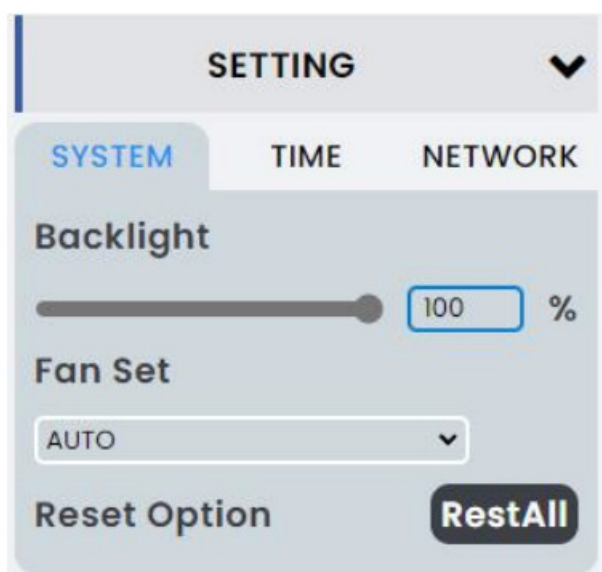 SETTING
SYSTEM TIME NETWORK
Backlight
100 %
Fan Set
AUTO
Reset Option RestAll